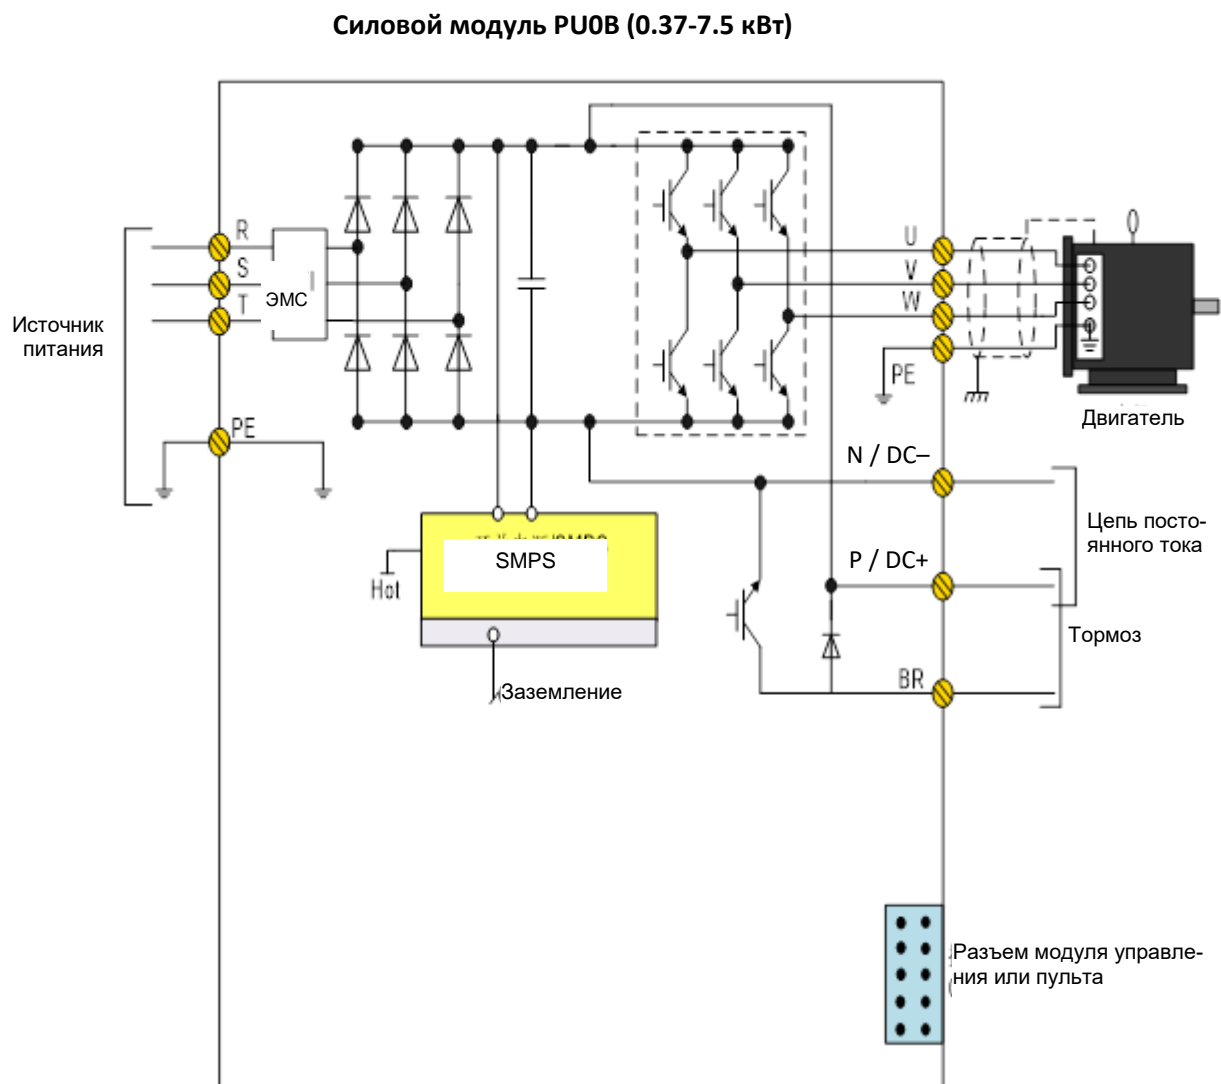 Силовой модуль PU0B (0.37-7.5 кВт)
R
S
T
ЭМС
Источник
питания
PE
U
V
W
PE
Двигатель
N / DC–
Цепь посто-
янного тока
P / DC+
Тормоз
BR
SMPS
Hot
Заземление
Разъем модуля управле-
ния или пульта